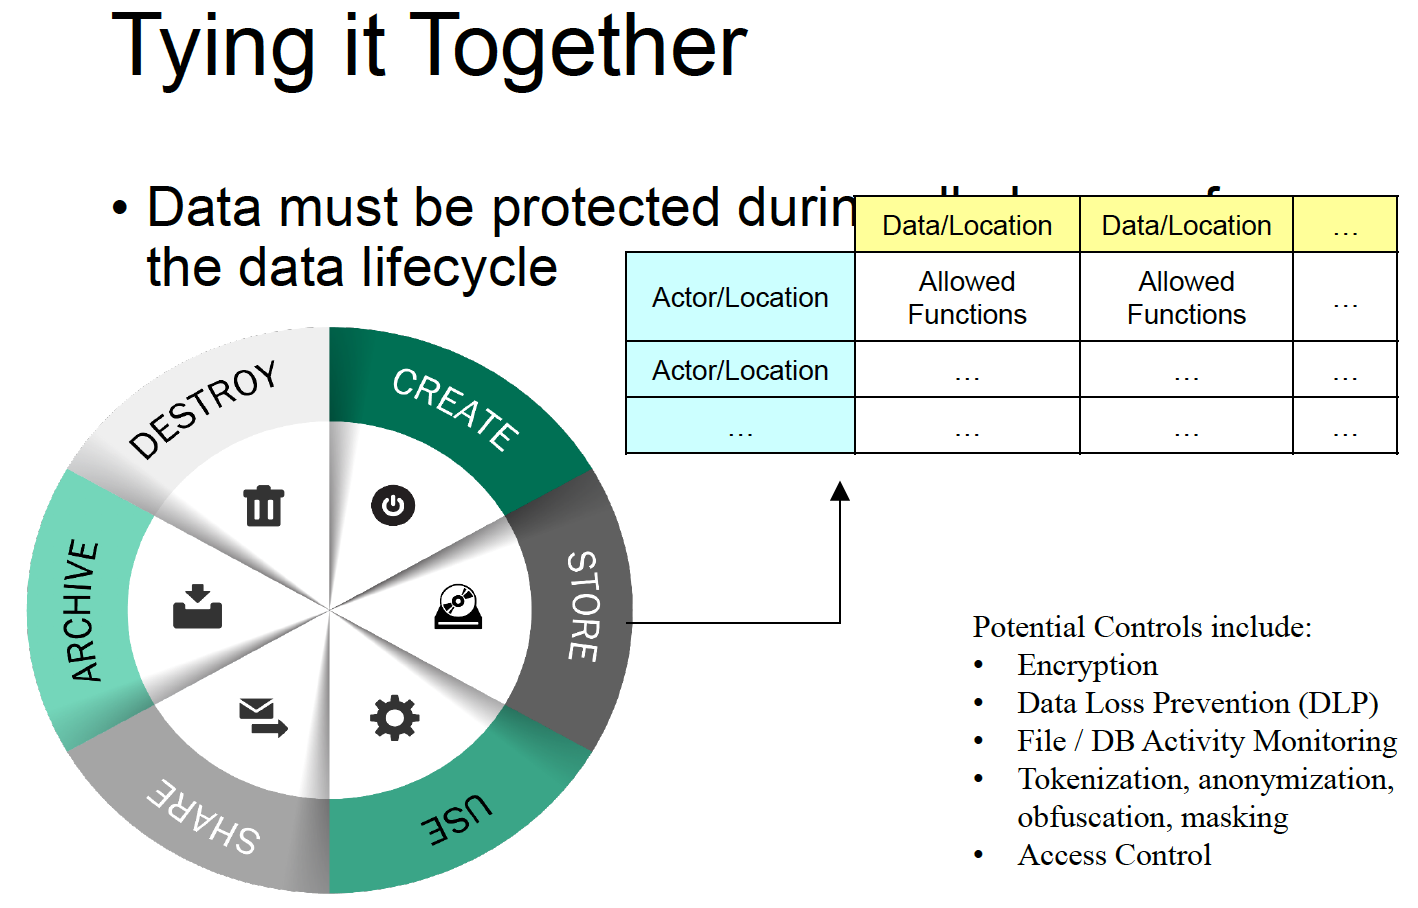 Tying it Together
• Data must be protected durin
the data lifecycle
Data/Location Data/Location ...
Actor/Location Allowed Functions Allowed Functions ...
Actor/Location ... ... ...
... ... ... ...
DESTROY
CREATE
STORE
USE
SHARE
ARCHIVE
Potential Controls include:
• Encryption
• Data Loss Prevention (DLP)
• File / DB Activity Monitoring
• Tokenization, anonymization,
obfuscation, masking
• Access Control